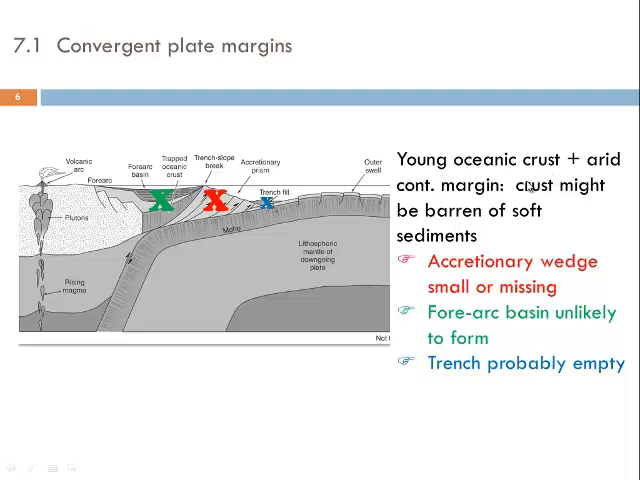 7.1 Convergent plate margins
6
Volcanic
arc
Forearc
Forearc
basin
Trapped
oceanic
crust
Trench-slope
break
Accretionary
prism
Trench fill
Outer
swell
X
X
X
Plutons
Moho
Lithospheric
mantle of
downgoing
plate
Rising
magma
Not
Young oceanic crust + arid
cont. margin: crust might
be barren of soft
sediments
Accretionary wedge
small or missing
Fore-arc basin unlikely
to form
Trench probably empty